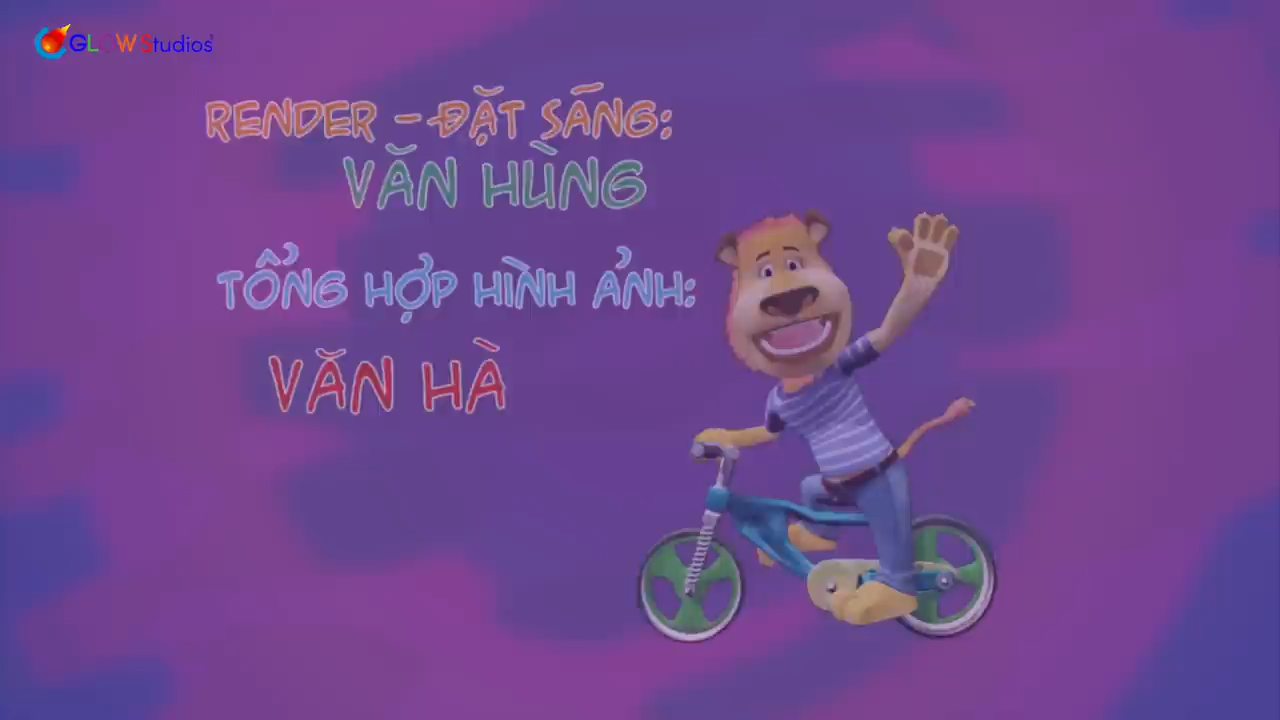 GLOW Studios
RENDER - ĐẶT SÁNG:
VĂN HÙNG
TỔNG HỢP HÌNH ẢNH:
VĂN HÀ